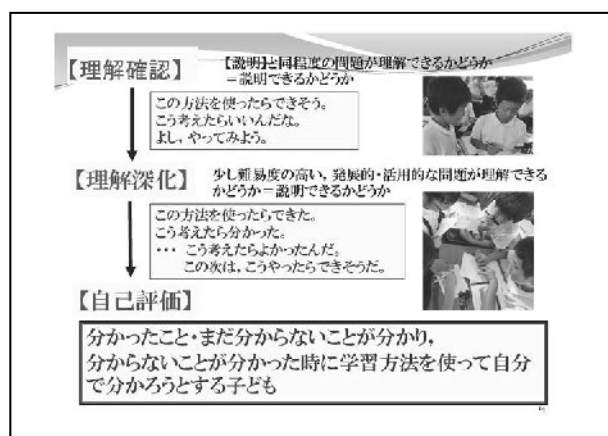 【理解確認】
【説明】と同程度の問題が理解できるかどうか
＝説明できるかどうか
この方法を使ったらできそう。
こう考えたらいいんだな。
よし，やってみよう。
【理解深化】
少し難易度の高い，発展的・活用的な問題が理解できる
かどうか＝説明できるかどうか
この方法を使ったらできた。
こう考えたら分かった。
… こう考えたらよかったんだ。
この次は，こうやったらできそうだ。
【自己評価】
分かったこと・まだ分からないことが分かり，
分からないことが分かった時に学習方法を使って自分
で分かろうとする子ども